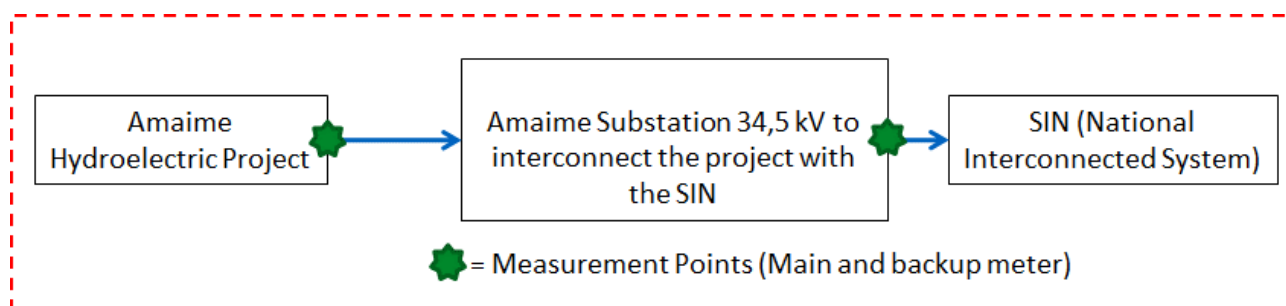 Amaime
Hydroelectric Project
Amaime Substation 34,5 kV to
interconnect the project with
the SIN
SIN (National
Interconnected System)
= Measurement Points (Main and backup meter)